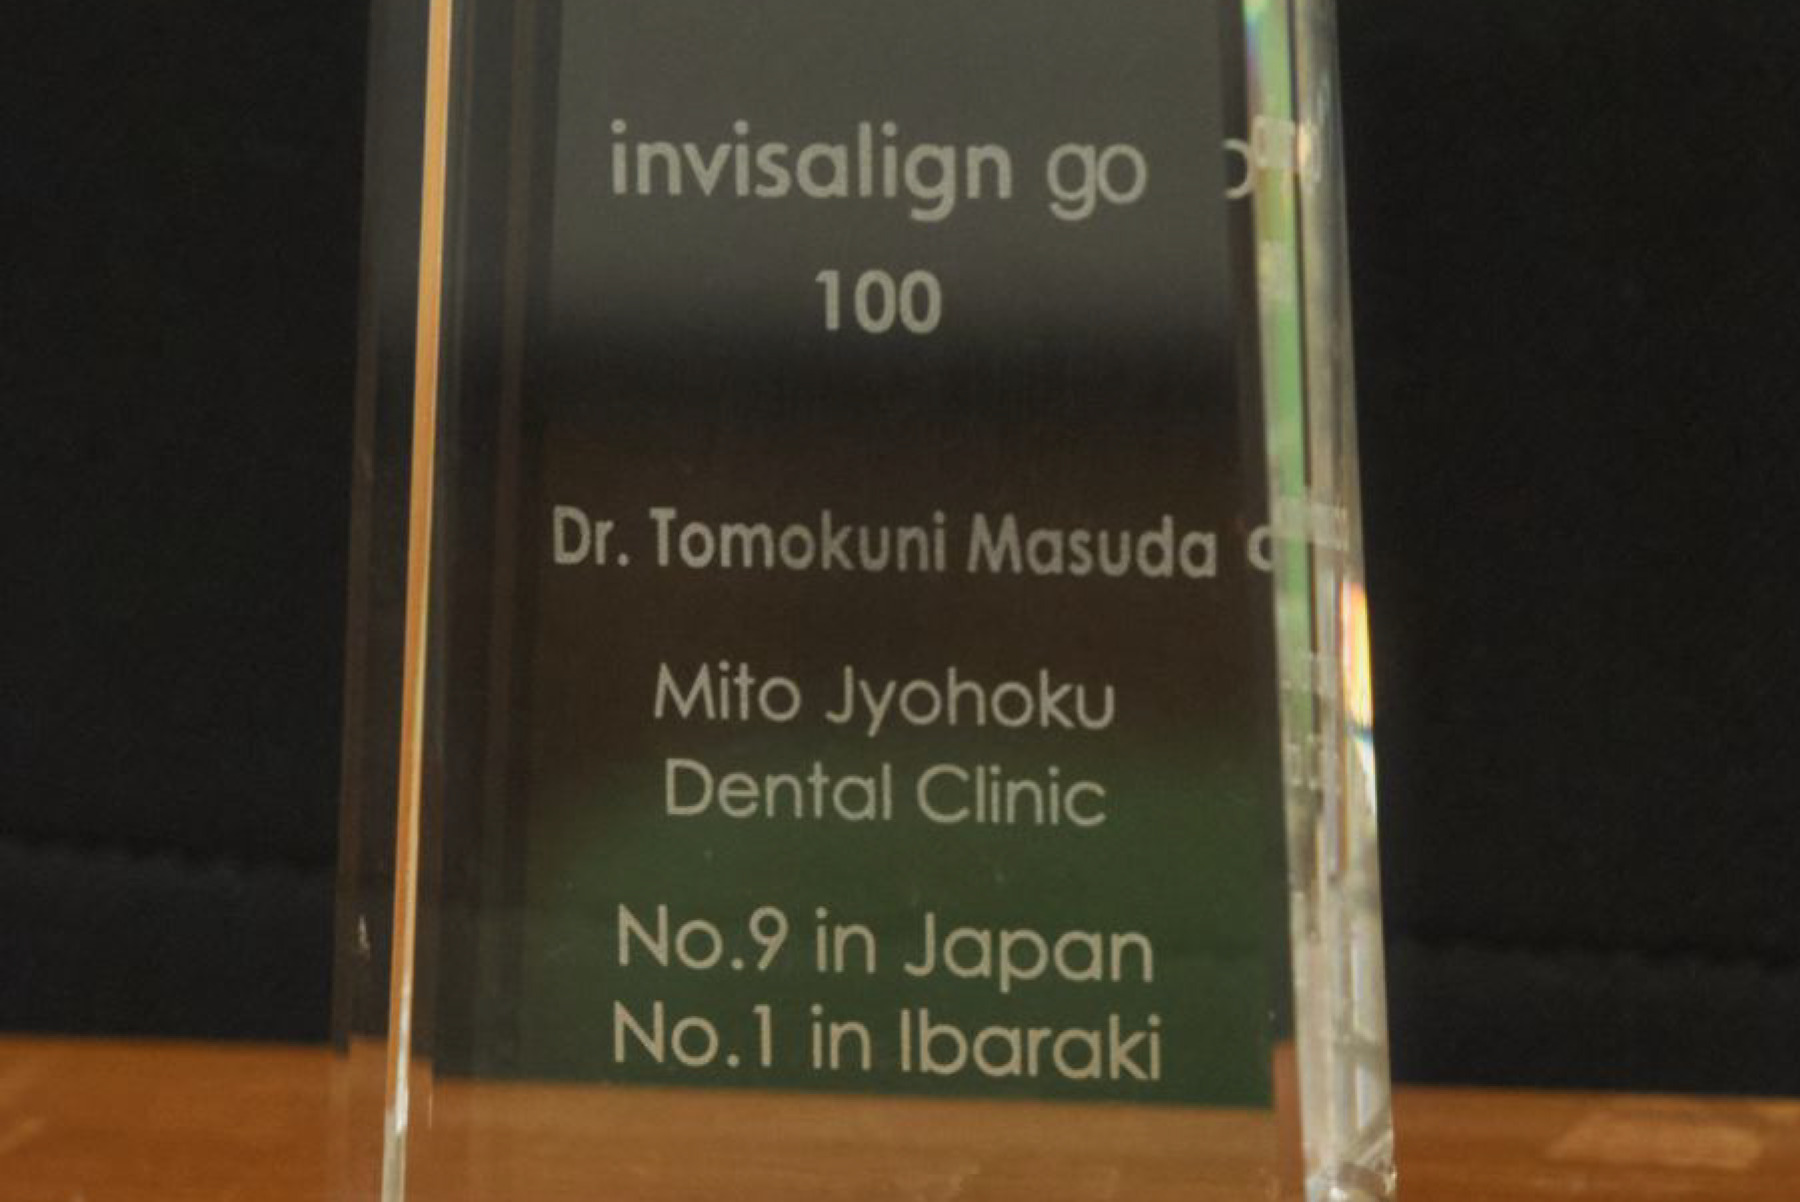 invisalign go
100
Dr. Tomokuni Masuda
Mito Jyohoku
Dental Clinic
No.9 in Japan
No.1 in Ibaraki